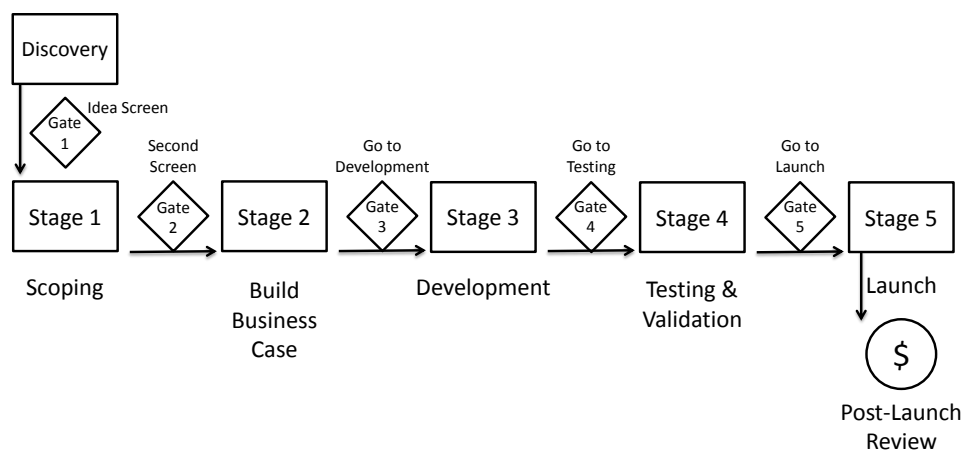 Discovery
Idea Screen
Gate
1
Second
Screen
Go to
Development
Go to
Testing
Go to
Launch
Stage 1
Gate
2
Stage 2
Gate
3
Stage 3
Gate
4
Stage 4
Gate
5
Stage 5
Scoping
Build
Business
Case
Development
Testing &
Validation
Launch
$
Post-Launch
Review